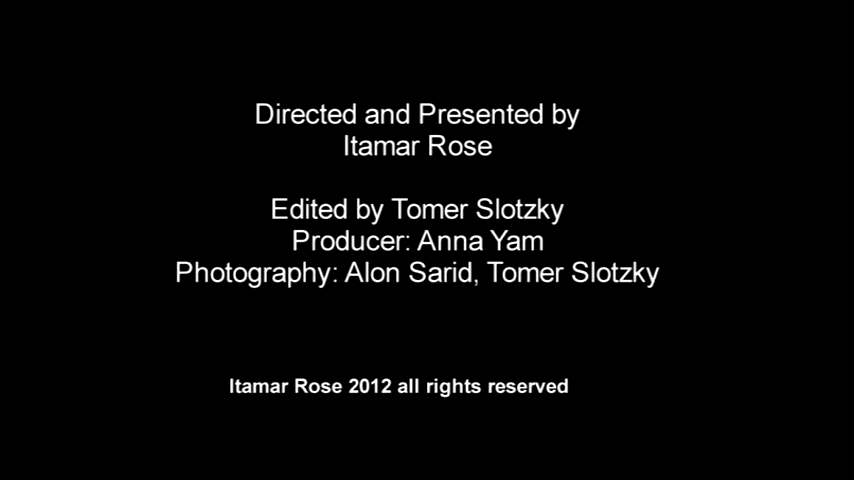 Directed and Presented by
Itamar Rose
Edited by Tomer Slotzky
Producer: Anna Yam
Photography: Alon Sarid, Tomer Slotzky
Itamar Rose 2012 all rights reserved